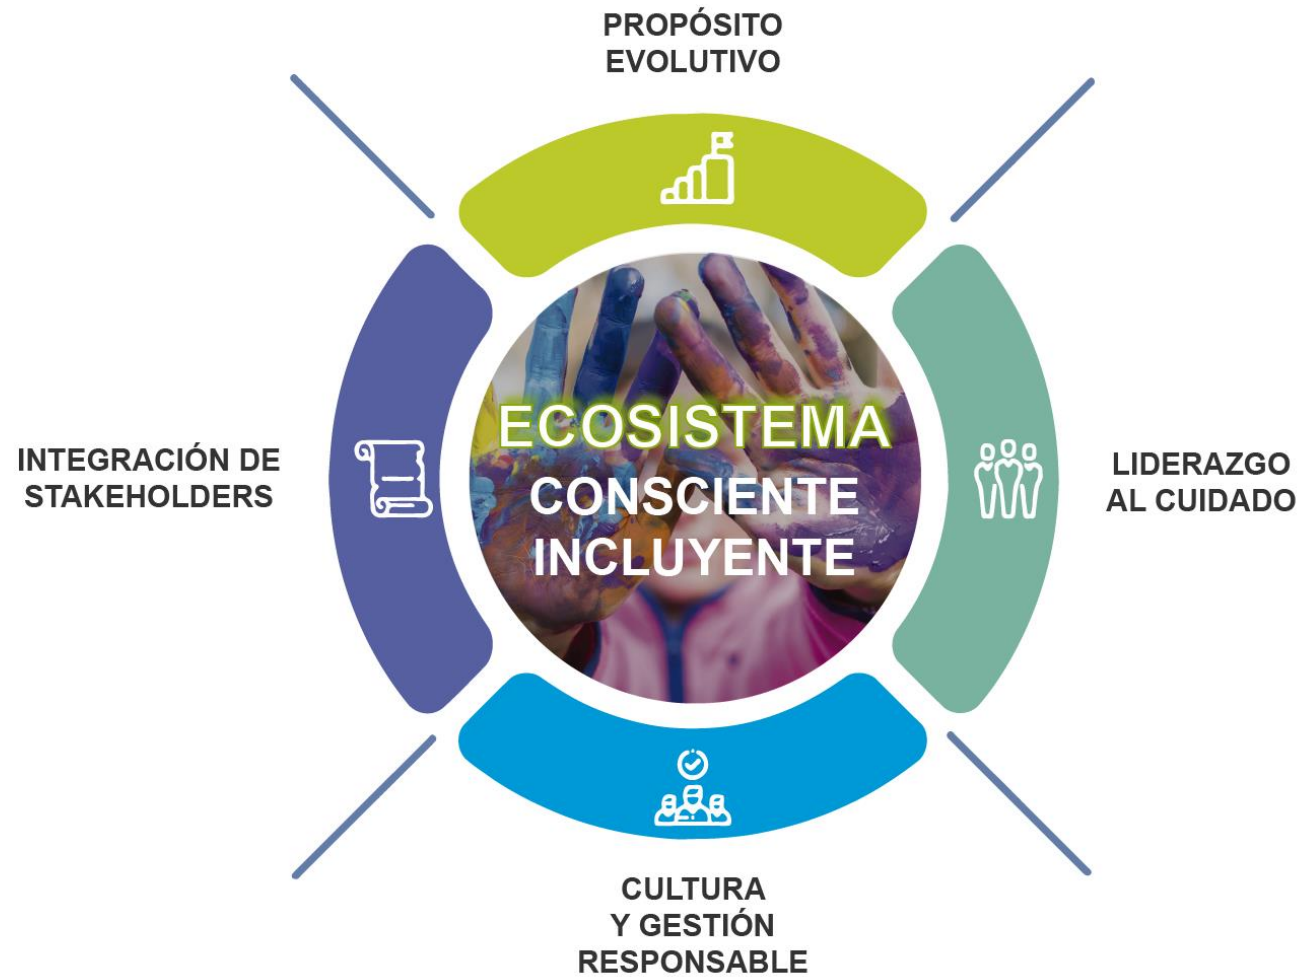 PROPÓSITO
EVOLUTIVO
INTEGRACIÓN DE
STAKEHOLDERS
ECOSISTEMA
CONSCIENTE
INCLUYENTE
LIDERAZGO
AL CUIDADO
CULTURA
Y GESTIÓN
RESPONSABLE